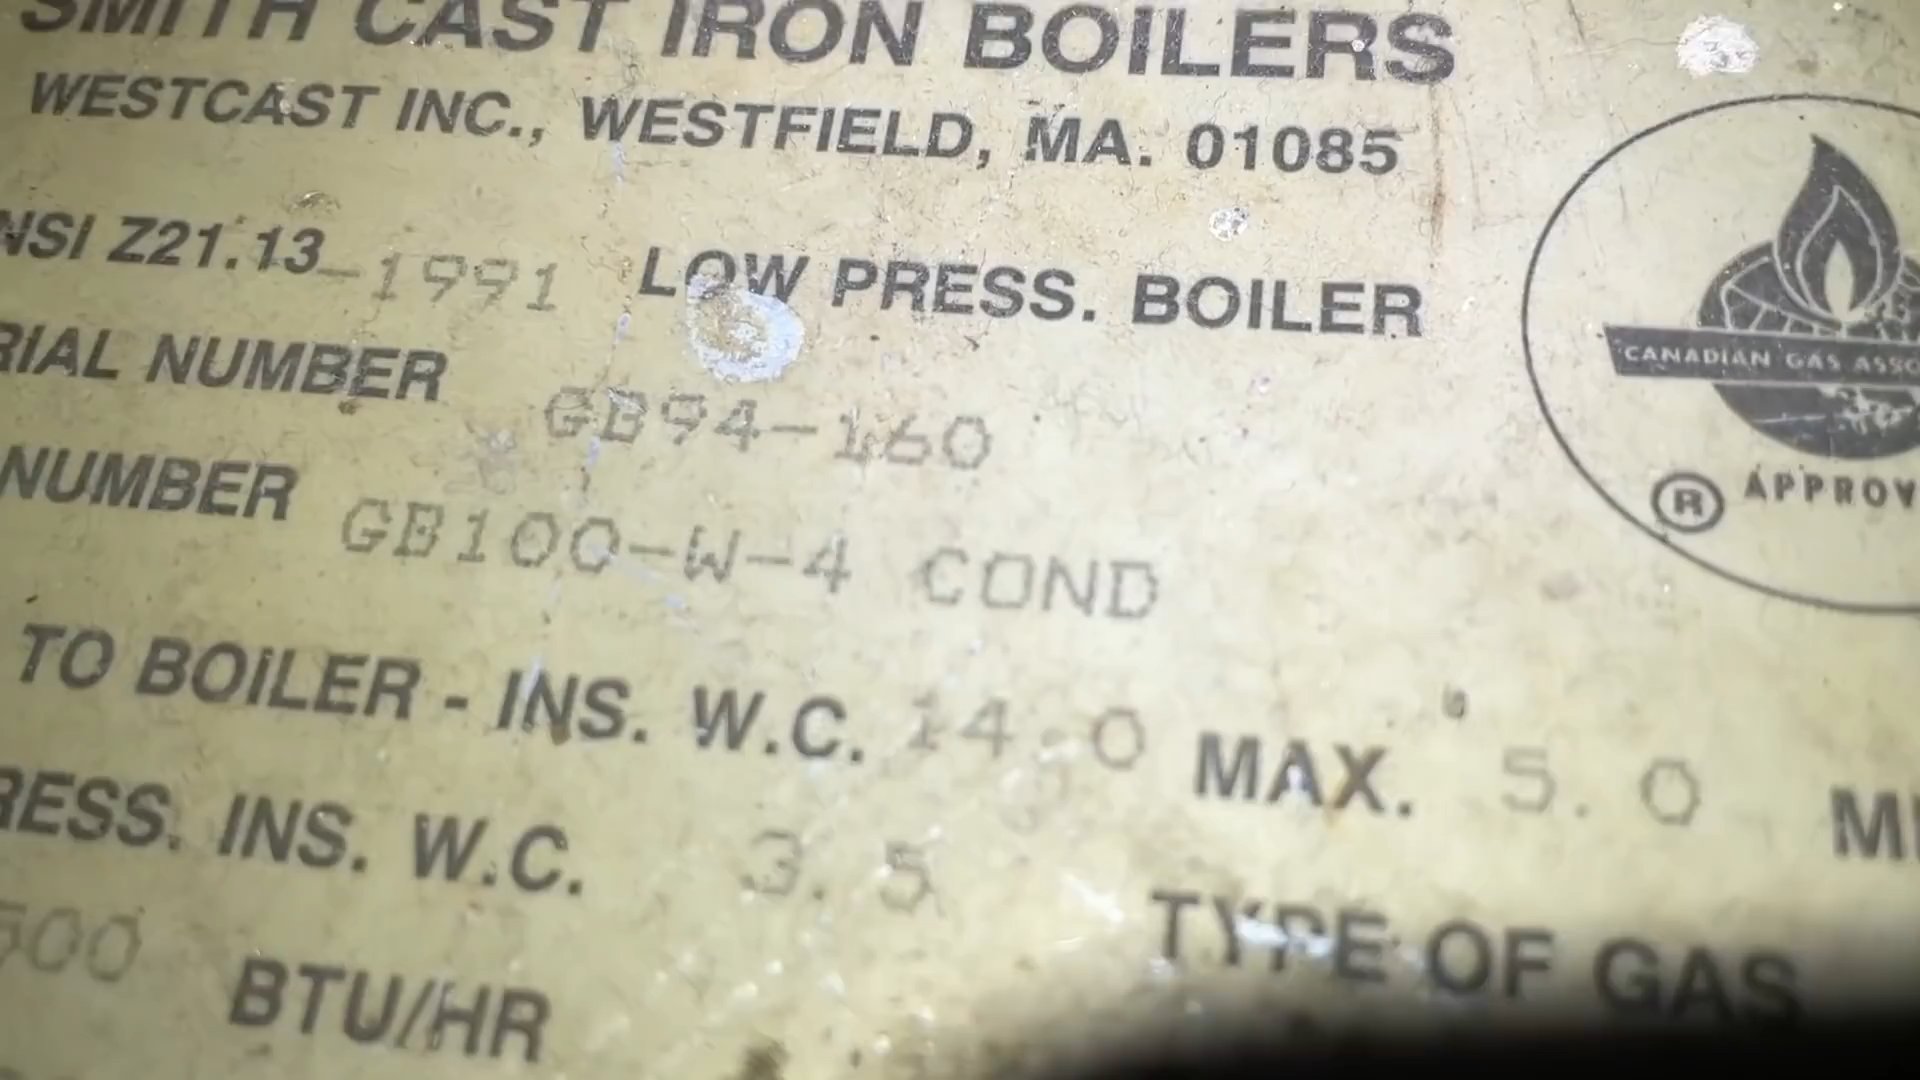 SMITH CAST IRON BOILERS
WESTCAST INC., WESTFIELD, MA. 01085
NSI Z21.13-1991 LOW PRESS. BOILER
RIAL NUMBER GB94-160
NUMBER GB100-W-4 COND
TO BOILER - INS. W.C. 14.0 MAX. 5.0 MI
RESS. INS. W.C. 3.5
500 BTU/HR TYPE OF GAS
CANADIAN GAS ASSO
® APPROV